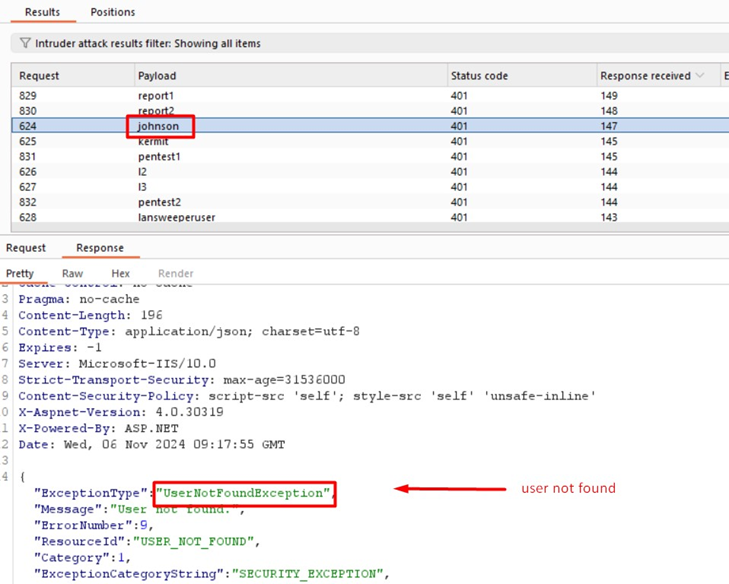 Results Positions
Intruder attack results filter: Showing all items
Request Payload Status code Response received E
829 report1 401 149
830 report2 401 148
624 johnson 401 147
625 kermit 401 145
831 pentest1 401 145
626 l2 401 144
627 l3 401 144
832 pentest2 401 144
628 lansweeperuser 401 143
Request Response
Pretty Raw Hex Render
2 Cache-Control: no-cache
3 Pragma: no-cache
4 Content-Length: 196
5 Content-Type: application/json; charset=utf-8
6 Expires: -1
7 Server: Microsoft-IIS/10.0
8 Strict-Transport-Security: max-age=31536000
9 Content-Security-Policy: script-src 'self'; style-src 'self' 'unsafe-inline'
0 X-Aspnet-Version: 4.0.30319
1 X-Powered-By: ASP.NET
2 Date: Wed, 06 Nov 2024 09:17:55 GMT
3
4 {
"ExceptionType":"UserNotFoundException", user not found
"Message":"User not found.",
"ErrorNumber":9,
"ResourceId":"USER_NOT_FOUND",
"Category":1,
"ExceptionCategoryString":"SECURITY_EXCEPTION",